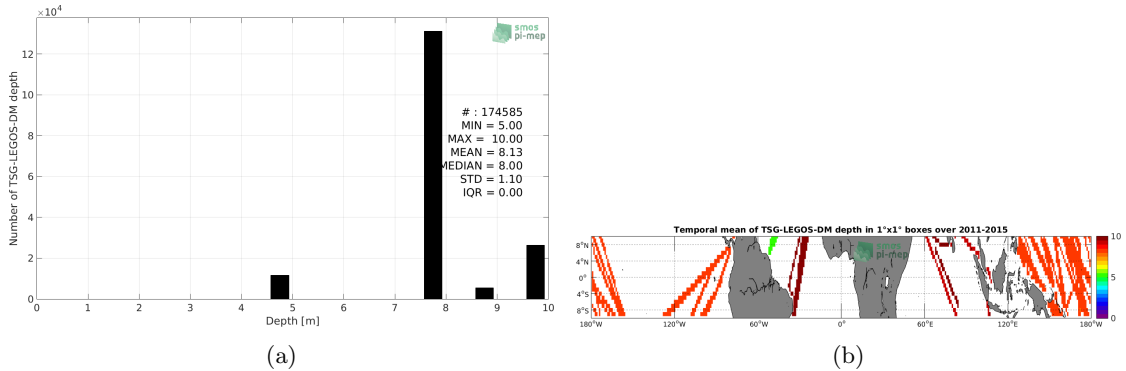 ×10⁴
smos
pi-mep
12
10
8
6
4
2
0
Number of TSG-LEGOS-DM depth
# : 174585
MIN = 5.00
MAX = 10.00
MEAN = 8.13
MEDIAN = 8.00
STD = 1.10
IQR = 0.00
0 1 2 3 4 5 6 7 8 9 10
Depth [m]
(a)
Temporal mean of TSG-LEGOS-DM depth in 1°x1° boxes over 2011-2015
smos
pi-mep
8°N
4°N
0°
4°S
8°S
180°W 120°W 60°W 0° 60°E 120°E 180°W
10
5
0
(b)